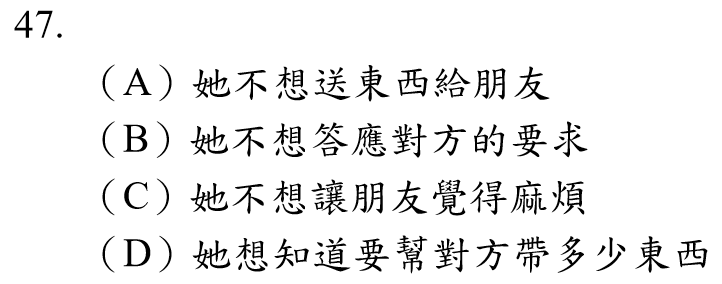 47.
（A）她不想送東西給朋友
（B）她不想答應對方的要求
（C）她不想讓朋友覺得麻煩
（D）她想知道要幫對方帶多少東西